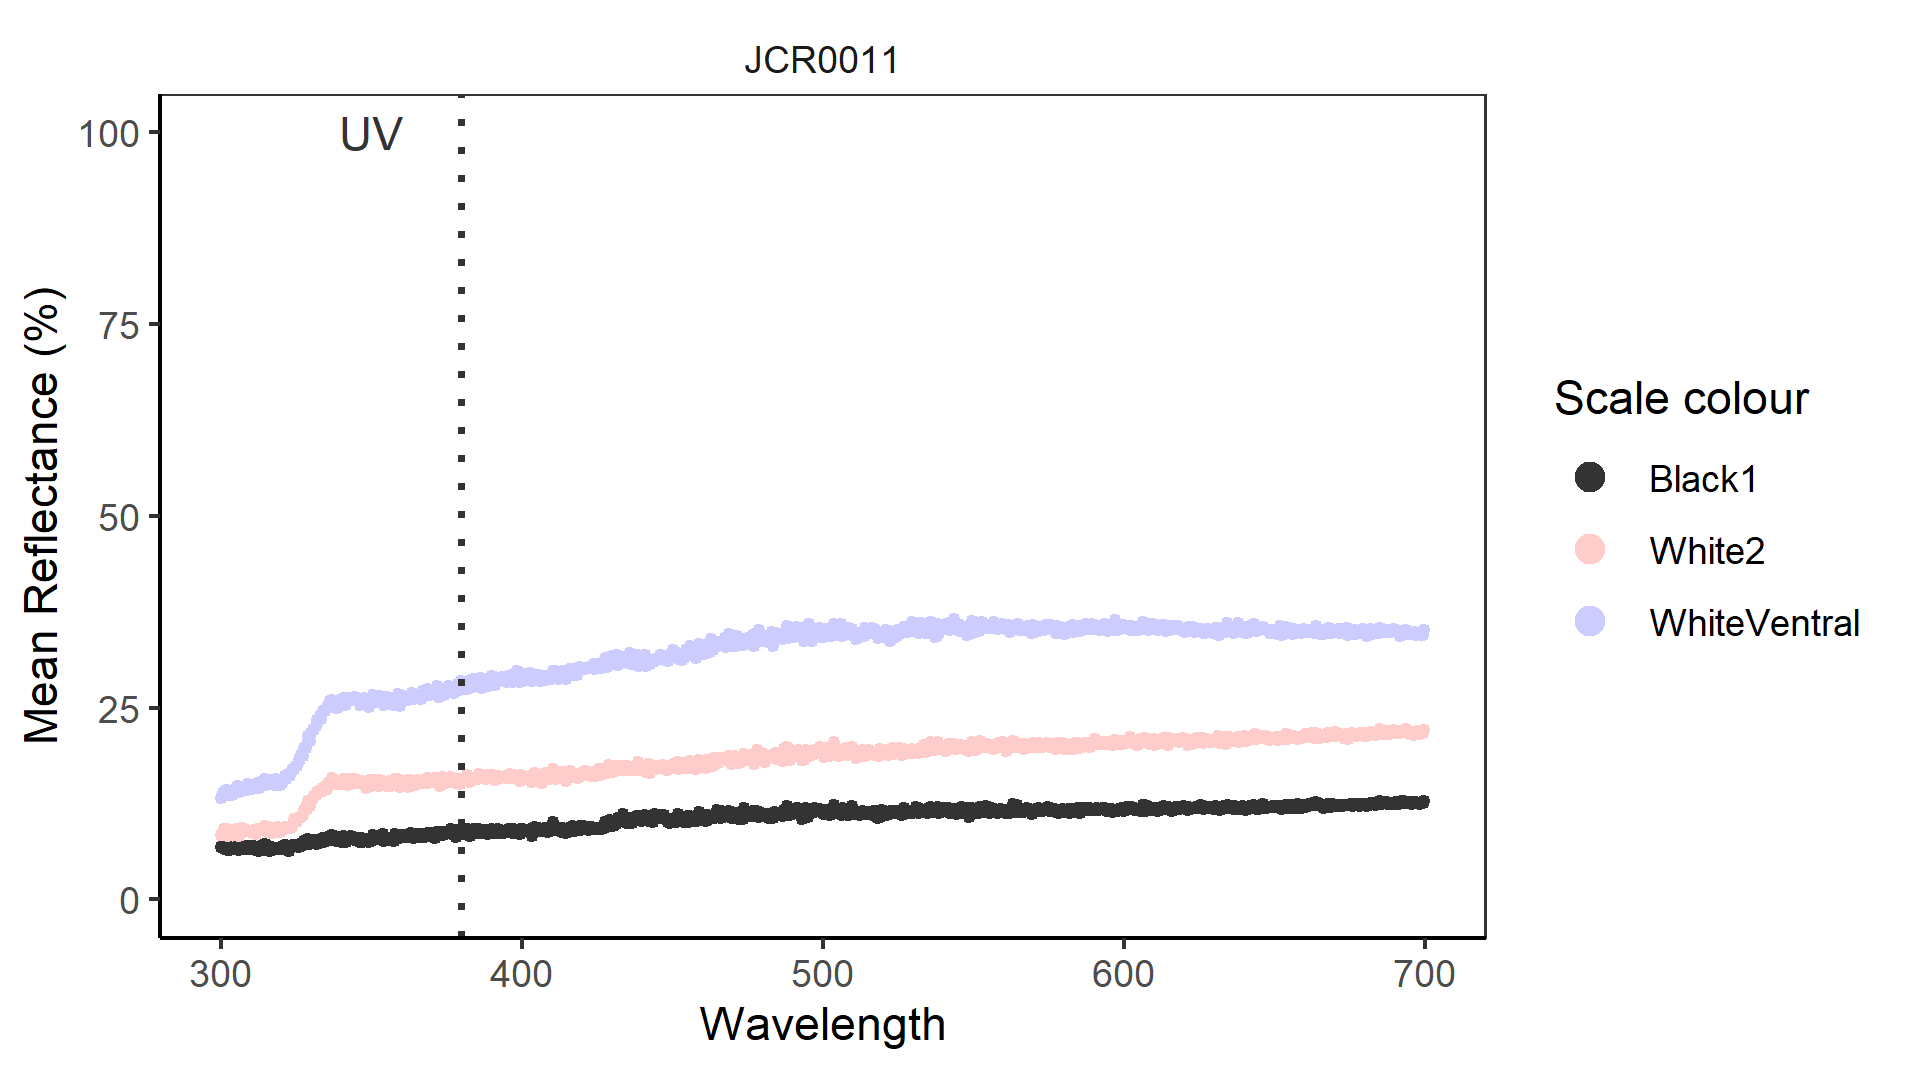 JCR0011
UV
100
75
50
25
0
Mean Reflectance (%)
300 400 500 600 700
Wavelength
Scale colour
Black1
White2
WhiteVentral